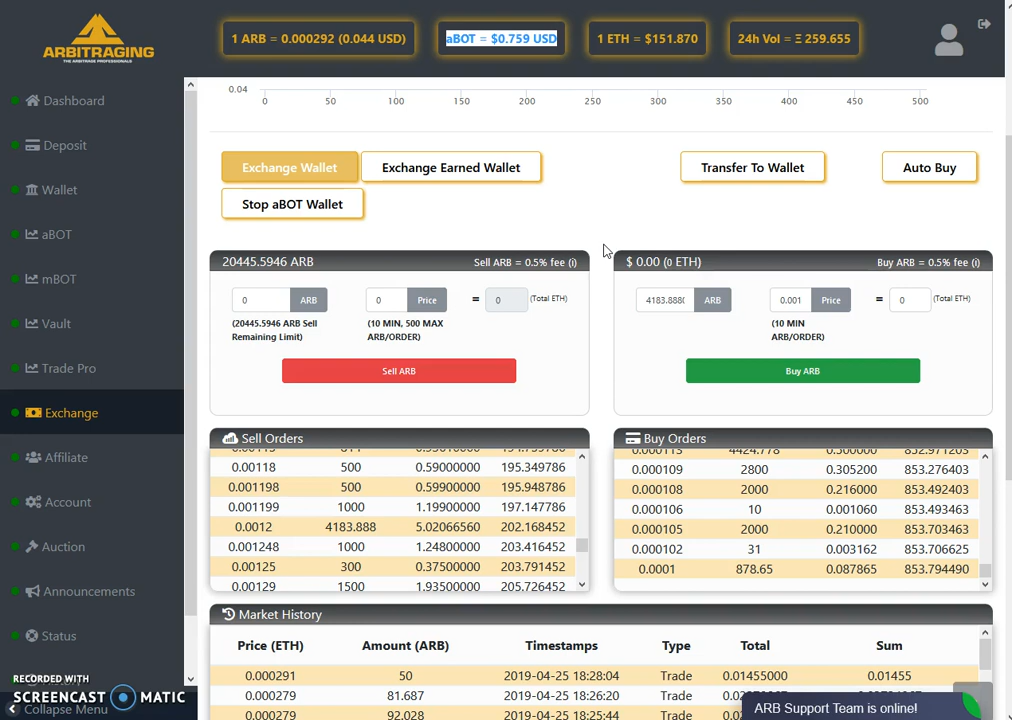 ARBITRAGING
THE ARBITRAGE PROFESSIONALS
1 ARB = 0.000292 (0.044 USD)
aBOT = $0.759 USD
1 ETH = $151.870
24h Vol = Ξ 259.655
Dashboard
Deposit
Wallet
aBOT
mBOT
Vault
Trade Pro
Exchange
Affiliate
Account
Auction
Announcements
Status
Collapse Menu
RECORDED WITH
SCREENCAST MATIC
0.04
0 50 100 150 200 250 300 350 400 450 500
Exchange Wallet
Exchange Earned Wallet
Transfer To Wallet
Auto Buy
Stop aBOT Wallet
20445.5946 ARB
Sell ARB = 0.5% fee (i)
0 ARB
0 Price
= 0 (Total ETH)
(20445.5946 ARB Sell
Remaining Limit)
(10 MIN, 500 MAX
ARB/ORDER)
Sell ARB
$ 0.00 (0 ETH)
Buy ARB = 0.5% fee (i)
4183.888( ARB
0.001 Price
= 0 (Total ETH)
(10 MIN
ARB/ORDER)
Buy ARB
Sell Orders
0.00118 500 0.59000000 195.349786
0.001198 500 0.59900000 195.948786
0.001199 1000 1.19900000 197.147786
0.0012 4183.888 5.02066560 202.168452
0.001248 1000 1.24800000 203.416452
0.00125 300 0.37500000 203.791452
0.00129 1500 1.93500000 205.726452
Buy Orders
0.000109 2800 0.305200 853.276403
0.000108 2000 0.216000 853.492403
0.000106 10 0.001060 853.493463
0.000105 2000 0.210000 853.703463
0.000102 31 0.003162 853.706625
0.0001 878.65 0.087865 853.794490
Market History
Price (ETH) Amount (ARB) Timestamps Type Total Sum
0.000291 50 2019-04-25 18:28:04 Trade 0.01455000 0.01455
0.000279 81.687 2019-04-25 18:26:20 Trade
0.000279 92.028 2019-04-25 18:24:44 Trade
ARB Support Team is online!